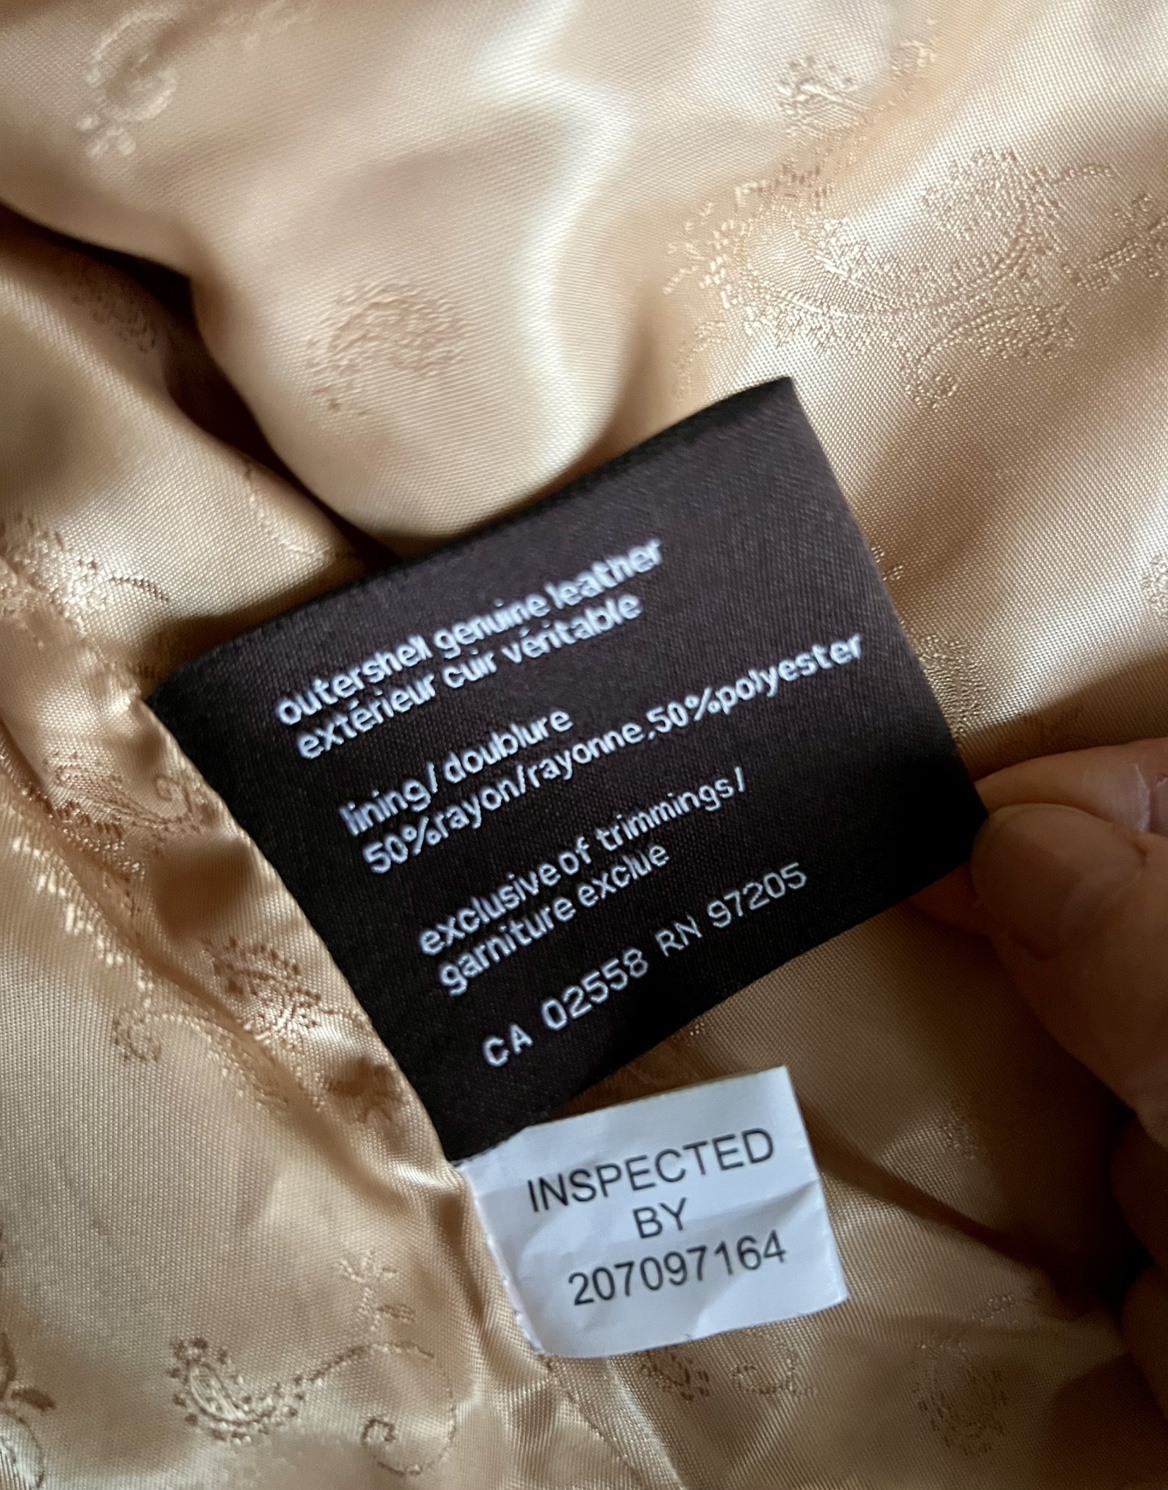 outershell genuine leather
extérieur cuir véritable
lining/doublure
50%rayon/rayonne,50%polyester
exclusive of trimmings/
garniture exclue
CA 02558 RN 97205
INSPECTED
BY
207097164